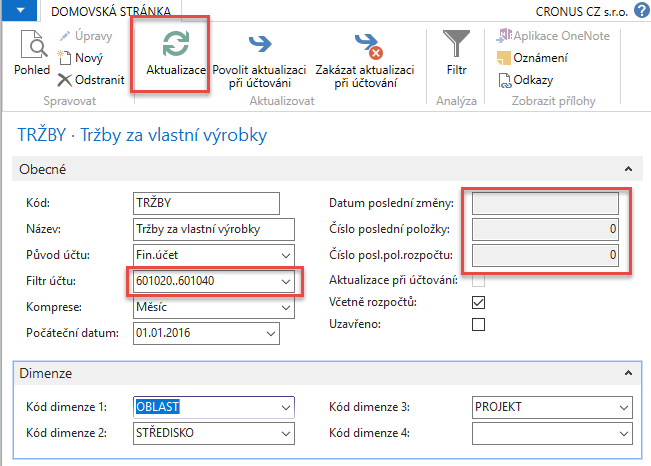 DOMOVSKÁ STRÁNKA
CRONUS CZ s.r.o.
Pohled
Úpravy
Nový
Odstranit
Spravovat
Aktualizace
Povolit aktualizaci při účtování
Zakázat aktualizaci při účtování
Aktualizovat
Filtr
Analýza
Aplikace OneNote
Oznámení
Odkazy
Zobrazit přílohy
TRŽBY · Tržby za vlastní výrobky
Obecné
Kód: TRŽBY
Název: Tržby za vlastní výrobky
Původ účtu: Fin.účet
Filtr účtu: 601020..601040
Komprese: Měsíc
Počáteční datum: 01.01.2016
Datum poslední změny:
Číslo poslední položky: 0
Číslo posl.pol.rozpočtu: 0
Aktualizace při účtování:
Včetně rozpočtů:
Uzavřeno:
Dimenze
Kód dimenze 1: OBLAST
Kód dimenze 2: STŘEDISKO
Kód dimenze 3: PROJEKT
Kód dimenze 4: